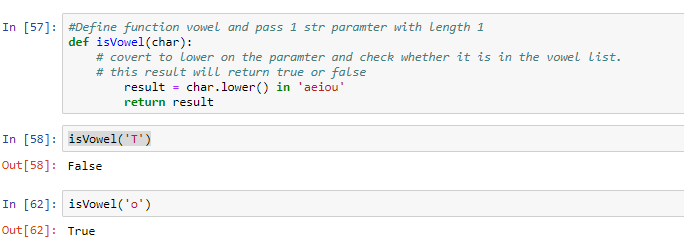 In [57]: #Define function vowel and pass 1 str paramter with length 1
def isVowel(char):
    # covert to lower on the paramter and check whether it is in the vowel list.
    # this result will return true or false
        result = char.lower() in 'aeiou'
        return result
In [58]: isVowel('T')
Out[58]: False
In [62]: isVowel('o')
Out[62]: True